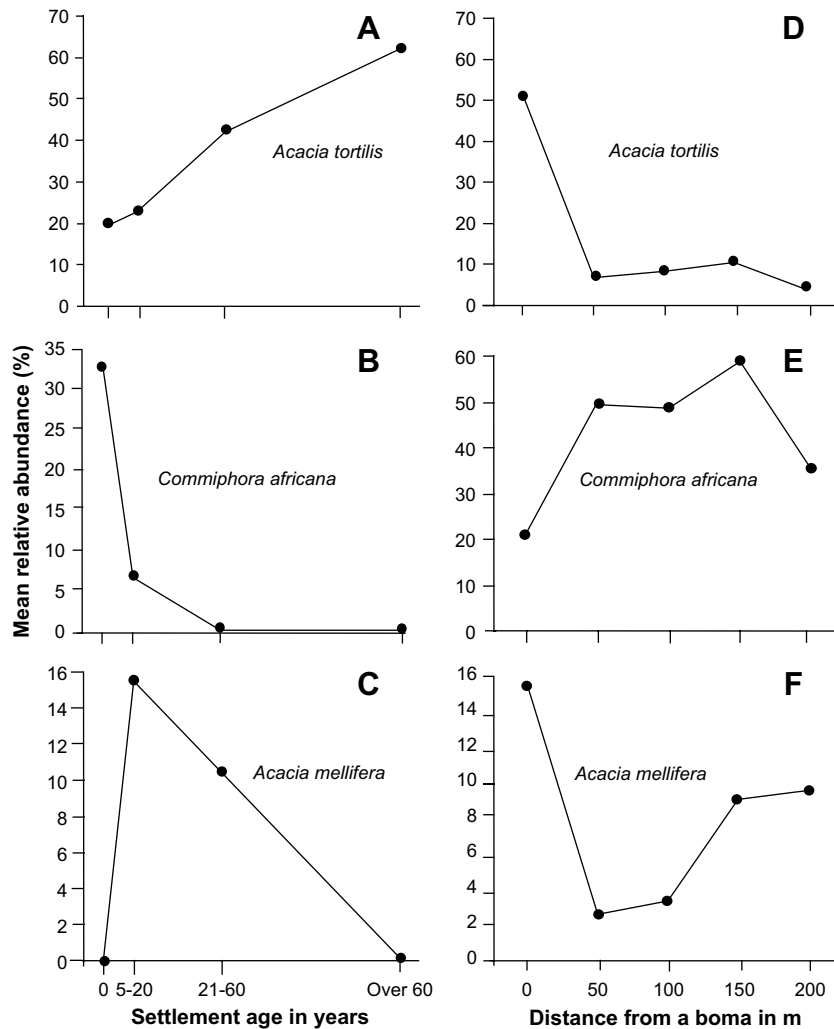 A
70
60
50
40
30
20
10
0
Acacia tortilis
D
70
60
50
40
30
20
10
0
Acacia tortilis
Mean relative abundance (%)
B
35
30
25
20
15
10
5
0
Commiphora africana
E
60
50
40
30
20
10
0
Commiphora africana
C
16
14
12
10
8
6
4
2
0
Acacia mellifera
0 5-20 21-60 Over 60
Settlement age in years
F
16
14
12
10
8
6
4
2
0
Acacia mellifera
0 50 100 150 200
Distance from a boma in m